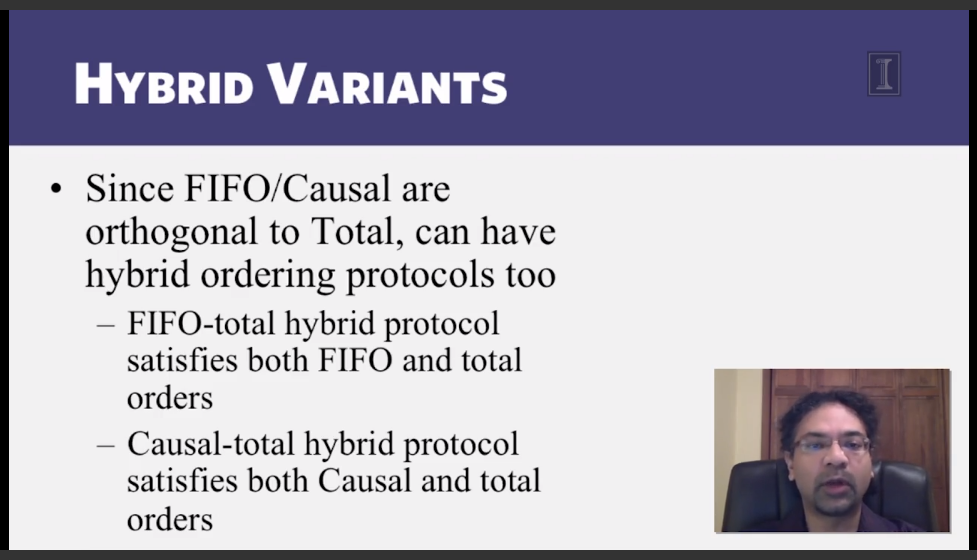 HYBRID VARIANTS
I
• Since FIFO/Causal are
orthogonal to Total, can have
hybrid ordering protocols too
– FIFO-total hybrid protocol
satisfies both FIFO and total
orders
– Causal-total hybrid protocol
satisfies both Causal and total
orders